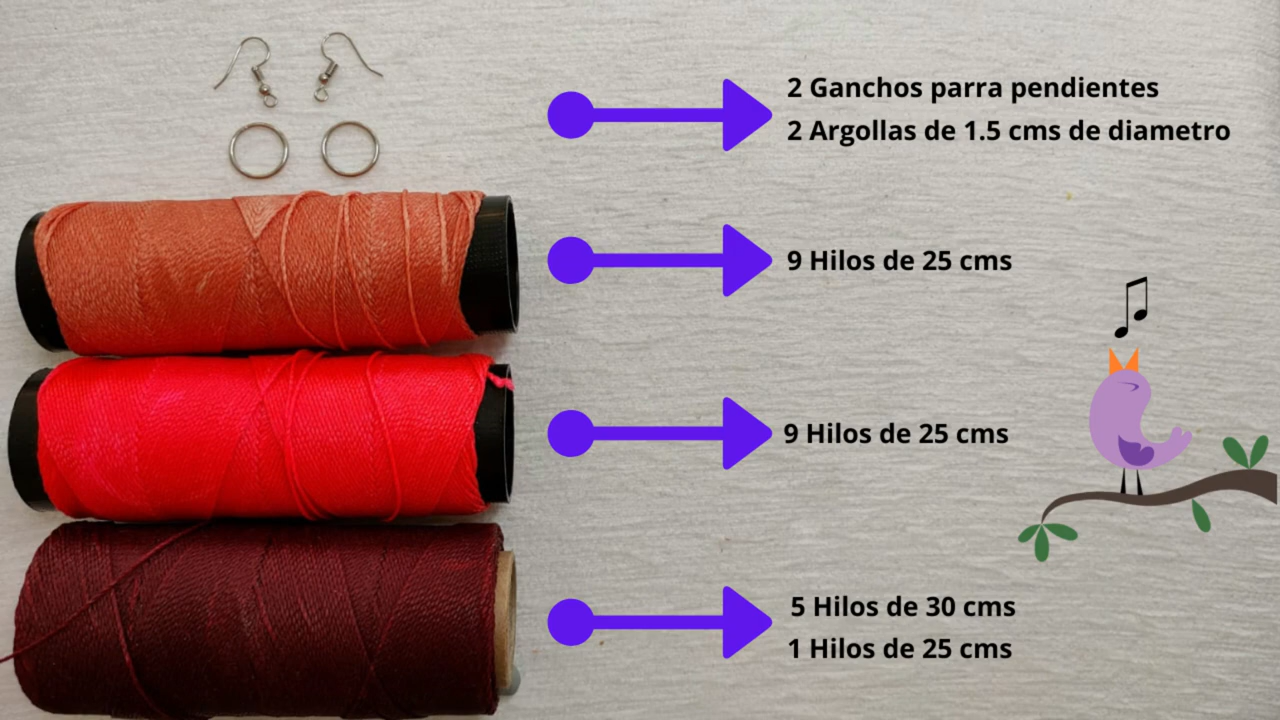 2 Ganchos parra pendientes
2 Argollas de 1.5 cms de diametro
9 Hilos de 25 cms
9 Hilos de 25 cms
5 Hilos de 30 cms
1 Hilos de 25 cms